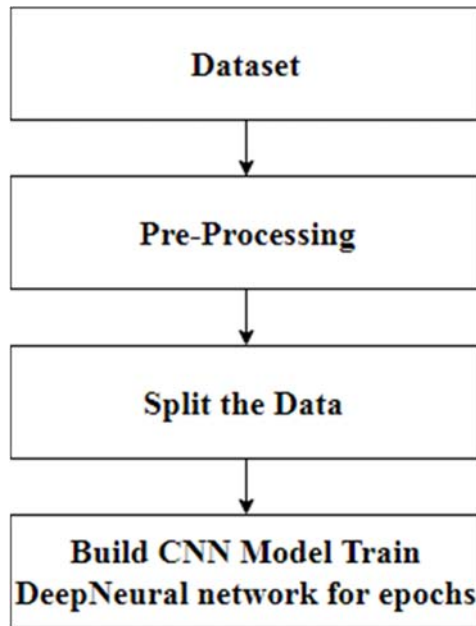 Dataset
Pre-Processing
Split the Data
Build CNN Model Train
DeepNeural network for epochs